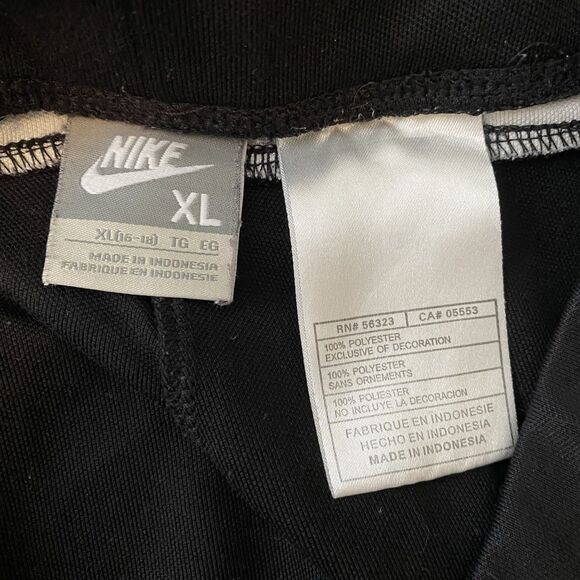 NIKE
XL
XL(16-18) TG EG
MADE IN INDONESIA
FABRIQUE EN INDONESIE
RN# 56323 CA# 05553
100% POLYESTER
EXCLUSIVE OF DECORATION
100% POLYESTER
SANS ORNEMENTS
100% POLIESTER
NO INCLUYE LA DECORACION
FABRIQUE EN INDONESIE
HECHO EN INDONESIA
MADE IN INDONESIA